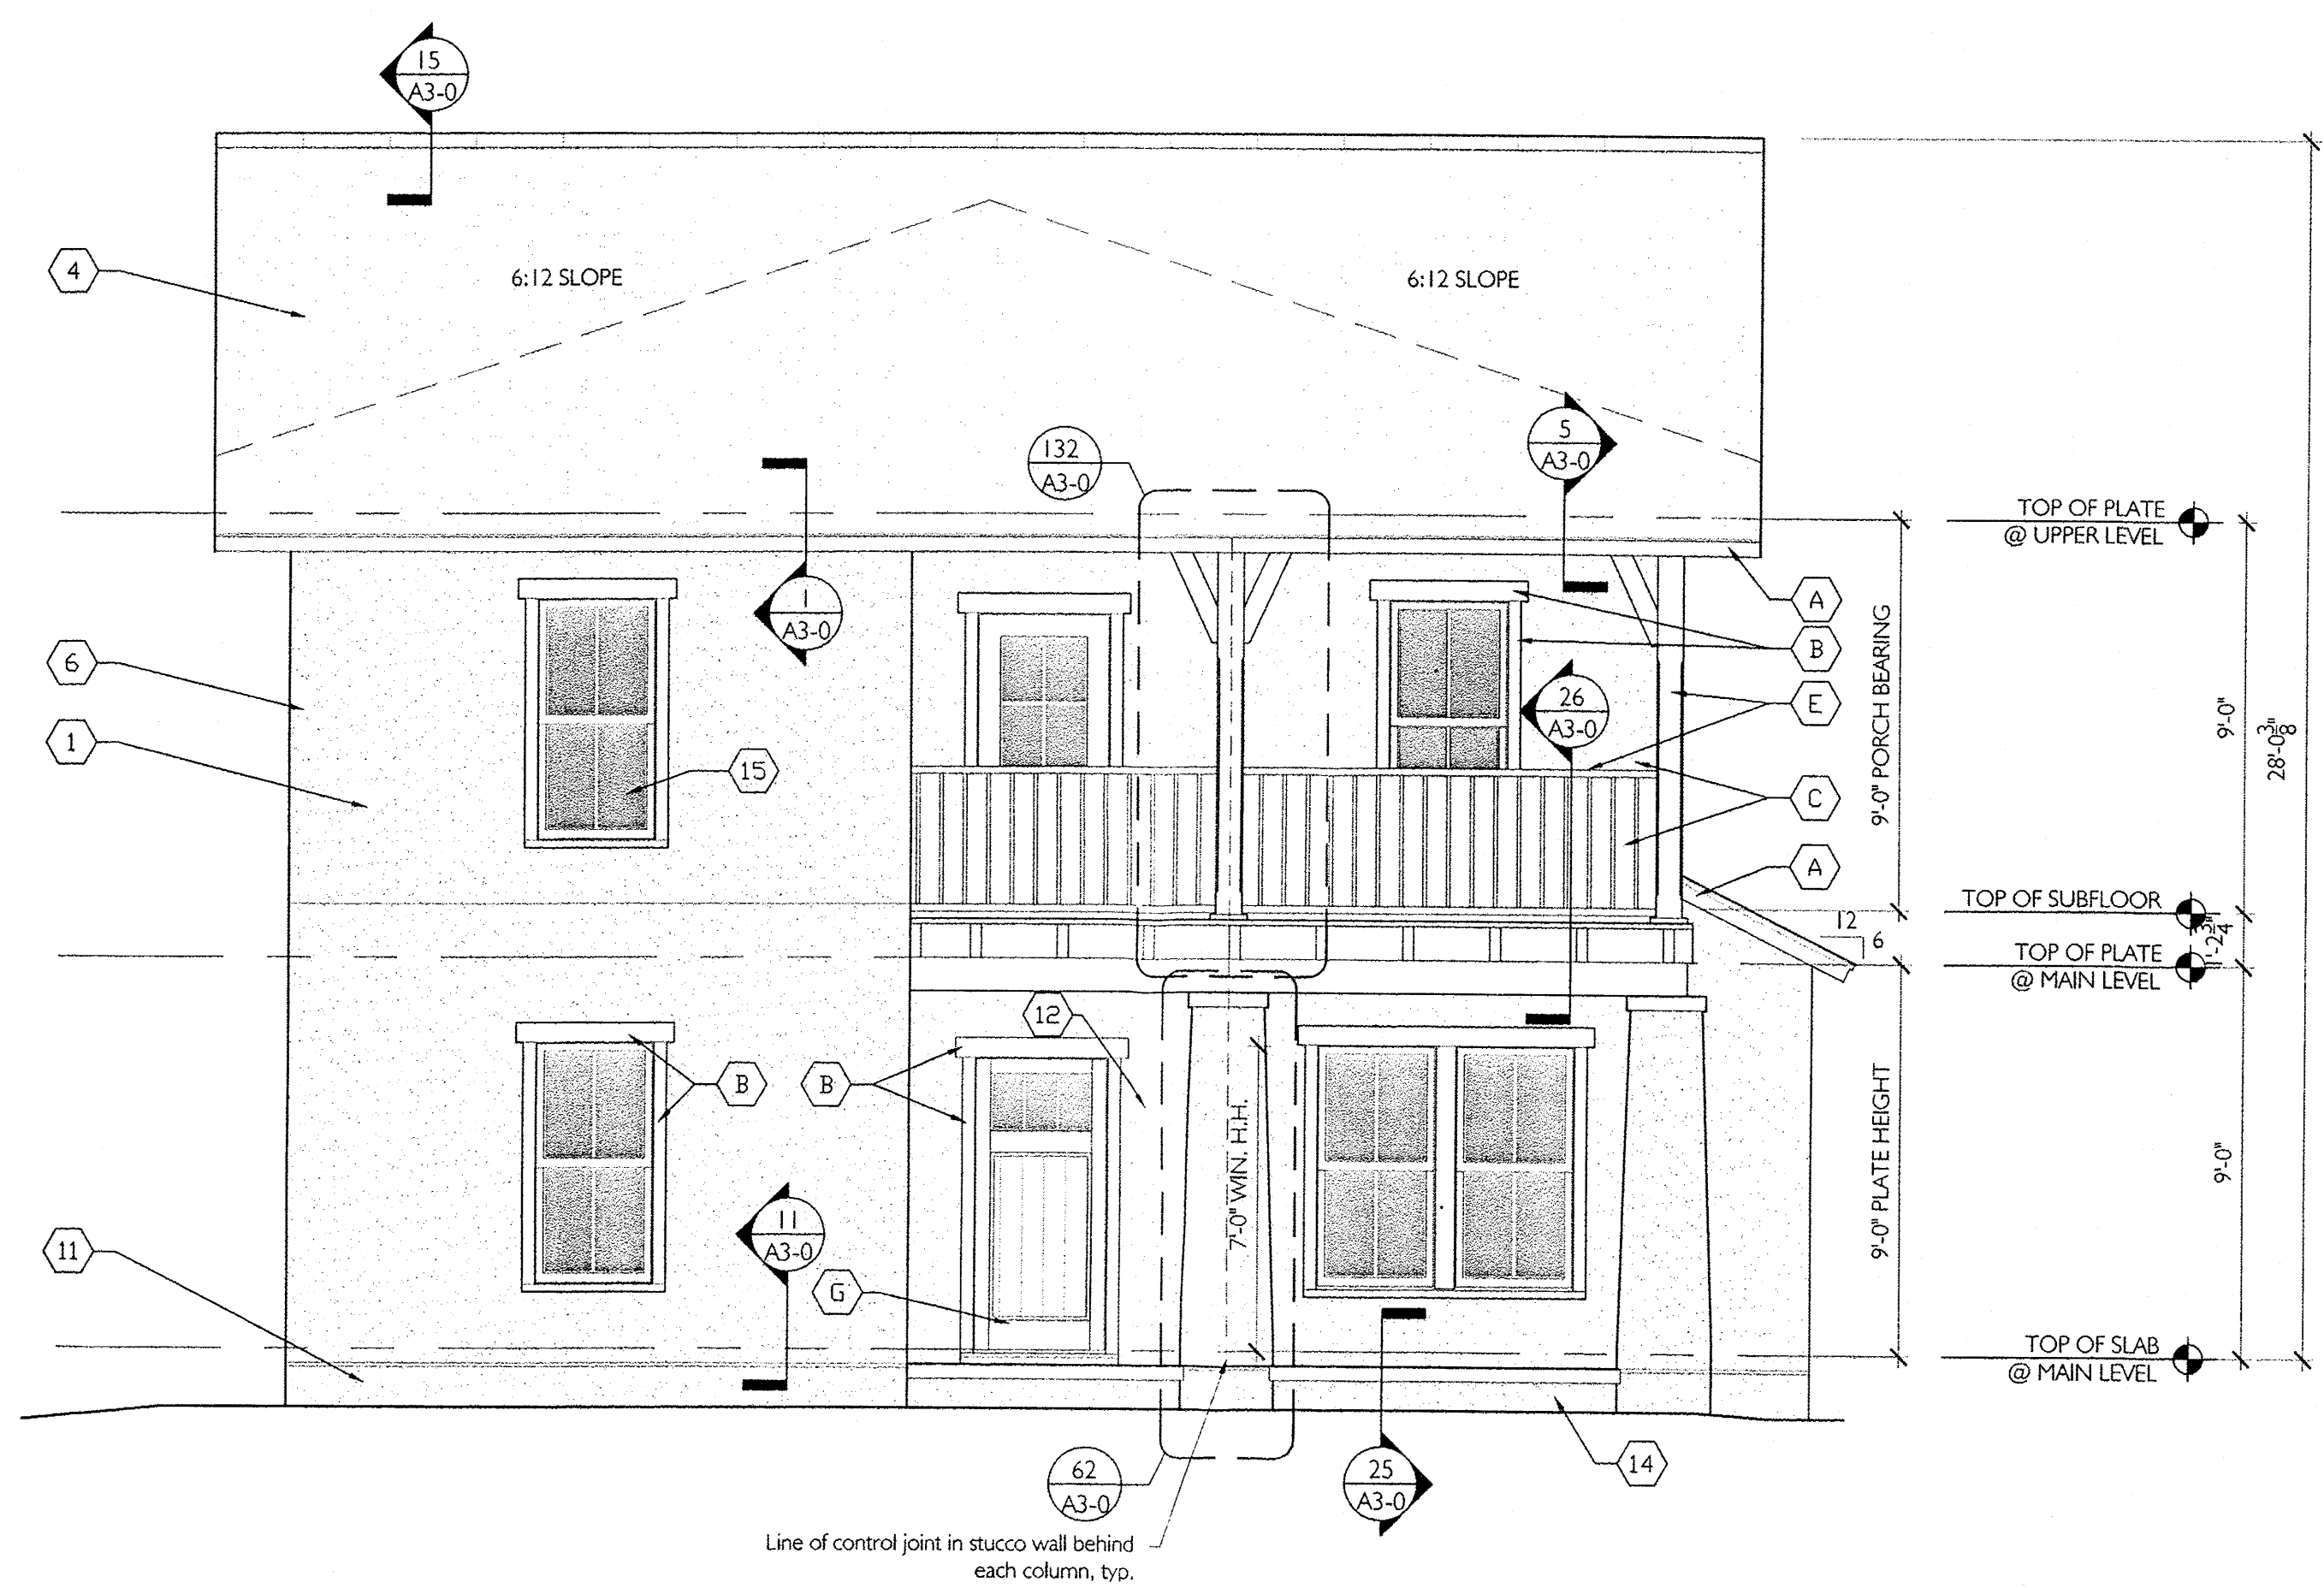 15
A3-0
4
6:12 SLOPE
6:12 SLOPE
132
A3-0
5
A3-0
TOP OF PLATE
@ UPPER LEVEL
1
A3-0
A
B
6
1
15
26
A3-0
E
C
A
9'-0" PORCH BEARING
9'-0"
28'-0 3/8"
TOP OF SUBFLOOR
12
6
1'-2 3/4"
TOP OF PLATE
@ MAIN LEVEL
12
B
B
7'-0" WIN. H.H.
9'-0" PLATE HEIGHT
9'-0"
11
11
A3-0
G
TOP OF SLAB
@ MAIN LEVEL
14
62
A3-0
25
A3-0
Line of control joint in stucco wall behind
each column, typ.